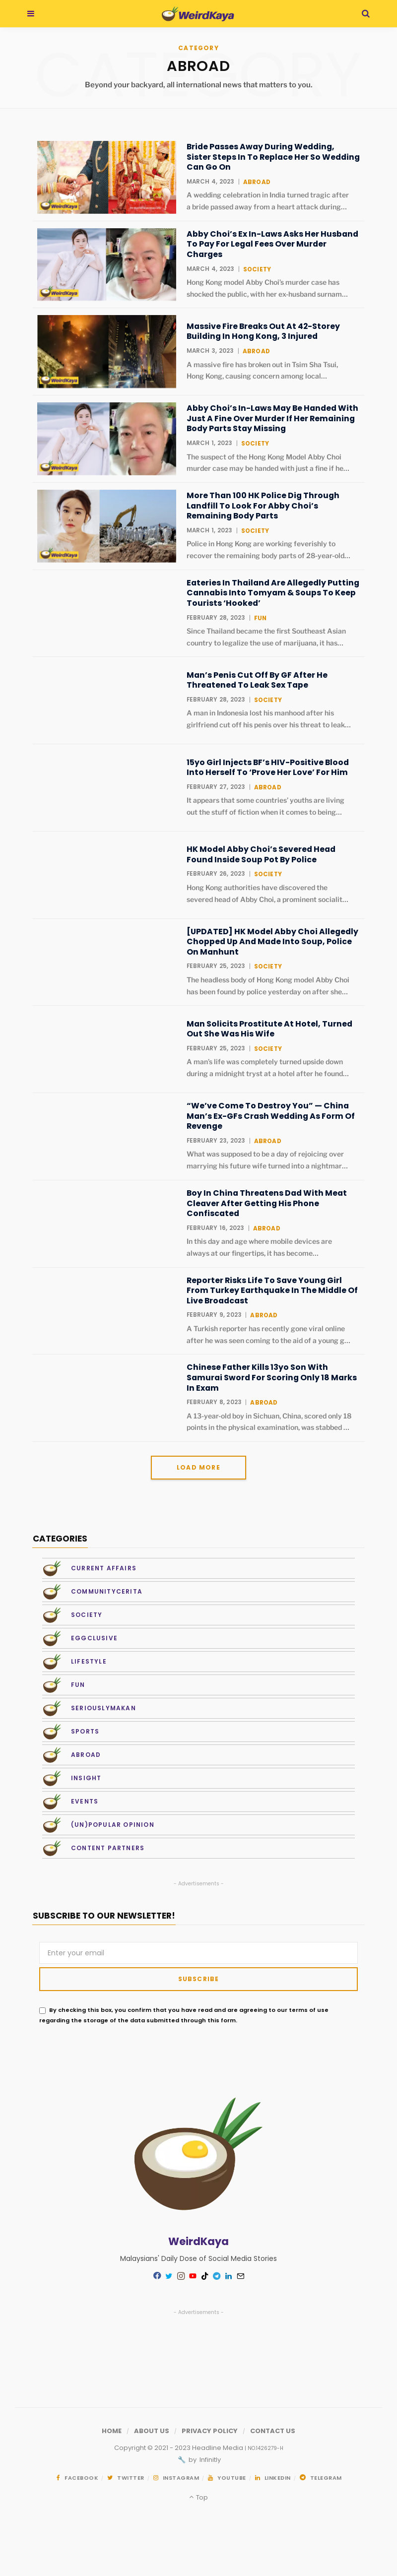 WeirdKaya
CATEGORY
CATEGORY
ABROAD
Beyond your backyard, all international news that matters to you.
WeirdKaya
Bride Passes Away During Wedding,
Sister Steps In To Replace Her So Wedding
Can Go On
MARCH 4, 2023 | ABROAD
A wedding celebration in India turned tragic after
a bride passed away from a heart attack during...
WeirdKaya
Abby Choi's Ex In-Laws Asks Her Husband
To Pay For Legal Fees Over Murder
Charges
MARCH 4, 2023 | SOCIETY
Hong Kong model Abby Choi's murder case has
shocked the public, with her ex-husband surnam...
WeirdKaya
Massive Fire Breaks Out At 42-Storey
Building In Hong Kong, 3 Injured
MARCH 3, 2023 | ABROAD
A massive fire has broken out in Tsim Sha Tsui,
Hong Kong, causing concern among local...
WeirdKaya
Abby Choi's In-Laws May Be Handed With
Just A Fine Over Murder If Her Remaining
Body Parts Stay Missing
MARCH 1, 2023 | SOCIETY
The suspect of the Hong Kong Model Abby Choi
murder case may be handed with just a fine if he...
WeirdKaya
More Than 100 HK Police Dig Through
Landfill To Look For Abby Choi's
Remaining Body Parts
MARCH 1, 2023 | SOCIETY
Police in Hong Kong are working feverishly to
recover the remaining body parts of 28-year-old...
Eateries In Thailand Are Allegedly Putting
Cannabis Into Tomyam & Soups To Keep
Tourists 'Hooked'
FEBRUARY 28, 2023 | FUN
Since Thailand became the first Southeast Asian
country to legalize the use of marijuana, it has...
Man's Penis Cut Off By GF After He
Threatened To Leak Sex Tape
FEBRUARY 28, 2023 | SOCIETY
A man in Indonesia lost his manhood after his
girlfriend cut off his penis over his threat to leak...
15yo Girl Injects BF's HIV-Positive Blood
Into Herself To 'Prove Her Love' For Him
FEBRUARY 27, 2023 | ABROAD
It appears that some countries' youths are living
out the stuff of fiction when it comes to being...
HK Model Abby Choi's Severed Head
Found Inside Soup Pot By Police
FEBRUARY 26, 2023 | SOCIETY
Hong Kong authorities have discovered the
severed head of Abby Choi, a prominent socialit...
[UPDATED] HK Model Abby Choi Allegedly
Chopped Up And Made Into Soup, Police
On Manhunt
FEBRUARY 25, 2023 | SOCIETY
The headless body of Hong Kong model Abby Choi
has been found by police yesterday on after she...
Man Solicits Prostitute At Hotel, Turned
Out She Was His Wife
FEBRUARY 25, 2023 | SOCIETY
A man's life was completely turned upside down
during a midnight tryst at a hotel after he found...
"We've Come To Destroy You" — China
Man's Ex-GFs Crash Wedding As Form Of
Revenge
FEBRUARY 23, 2023 | ABROAD
What was supposed to be a day of rejoicing over
marrying his future wife turned into a nightmar...
Boy In China Threatens Dad With Meat
Cleaver After Getting His Phone
Confiscated
FEBRUARY 16, 2023 | ABROAD
In this day and age where mobile devices are
always at our fingertips, it has become...
Reporter Risks Life To Save Young Girl
From Turkey Earthquake In The Middle Of
Live Broadcast
FEBRUARY 9, 2023 | ABROAD
A Turkish reporter has recently gone viral online
after he was seen coming to the aid of a young g...
Chinese Father Kills 13yo Son With
Samurai Sword For Scoring Only 18 Marks
In Exam
FEBRUARY 8, 2023 | ABROAD
A 13-year-old boy in Sichuan, China, scored only 18
points in the physical examination, was stabbed ...
LOAD MORE
CATEGORIES
CURRENT AFFAIRS
COMMUNITYCERITA
SOCIETY
EGGCLUSIVE
LIFESTYLE
FUN
SERIOUSLYMAKAN
SPORTS
ABROAD
INSIGHT
EVENTS
(UN)POPULAR OPINION
CONTENT PARTNERS
- Advertisements -
SUBSCRIBE TO OUR NEWSLETTER!
Enter your email
SUBSCRIBE
By checking this box, you confirm that you have read and are agreeing to our terms of use
regarding the storage of the data submitted through this form.
WeirdKaya
Malaysians' Daily Dose of Social Media Stories
- Advertisements -
HOME / ABOUT US / PRIVACY POLICY / CONTACT US
Copyright © 2021 - 2023 Headline Media | NO.1426279-H
by Infinitly
FACEBOOK / TWITTER / INSTAGRAM / YOUTUBE / LINKEDIN / TELEGRAM
Top